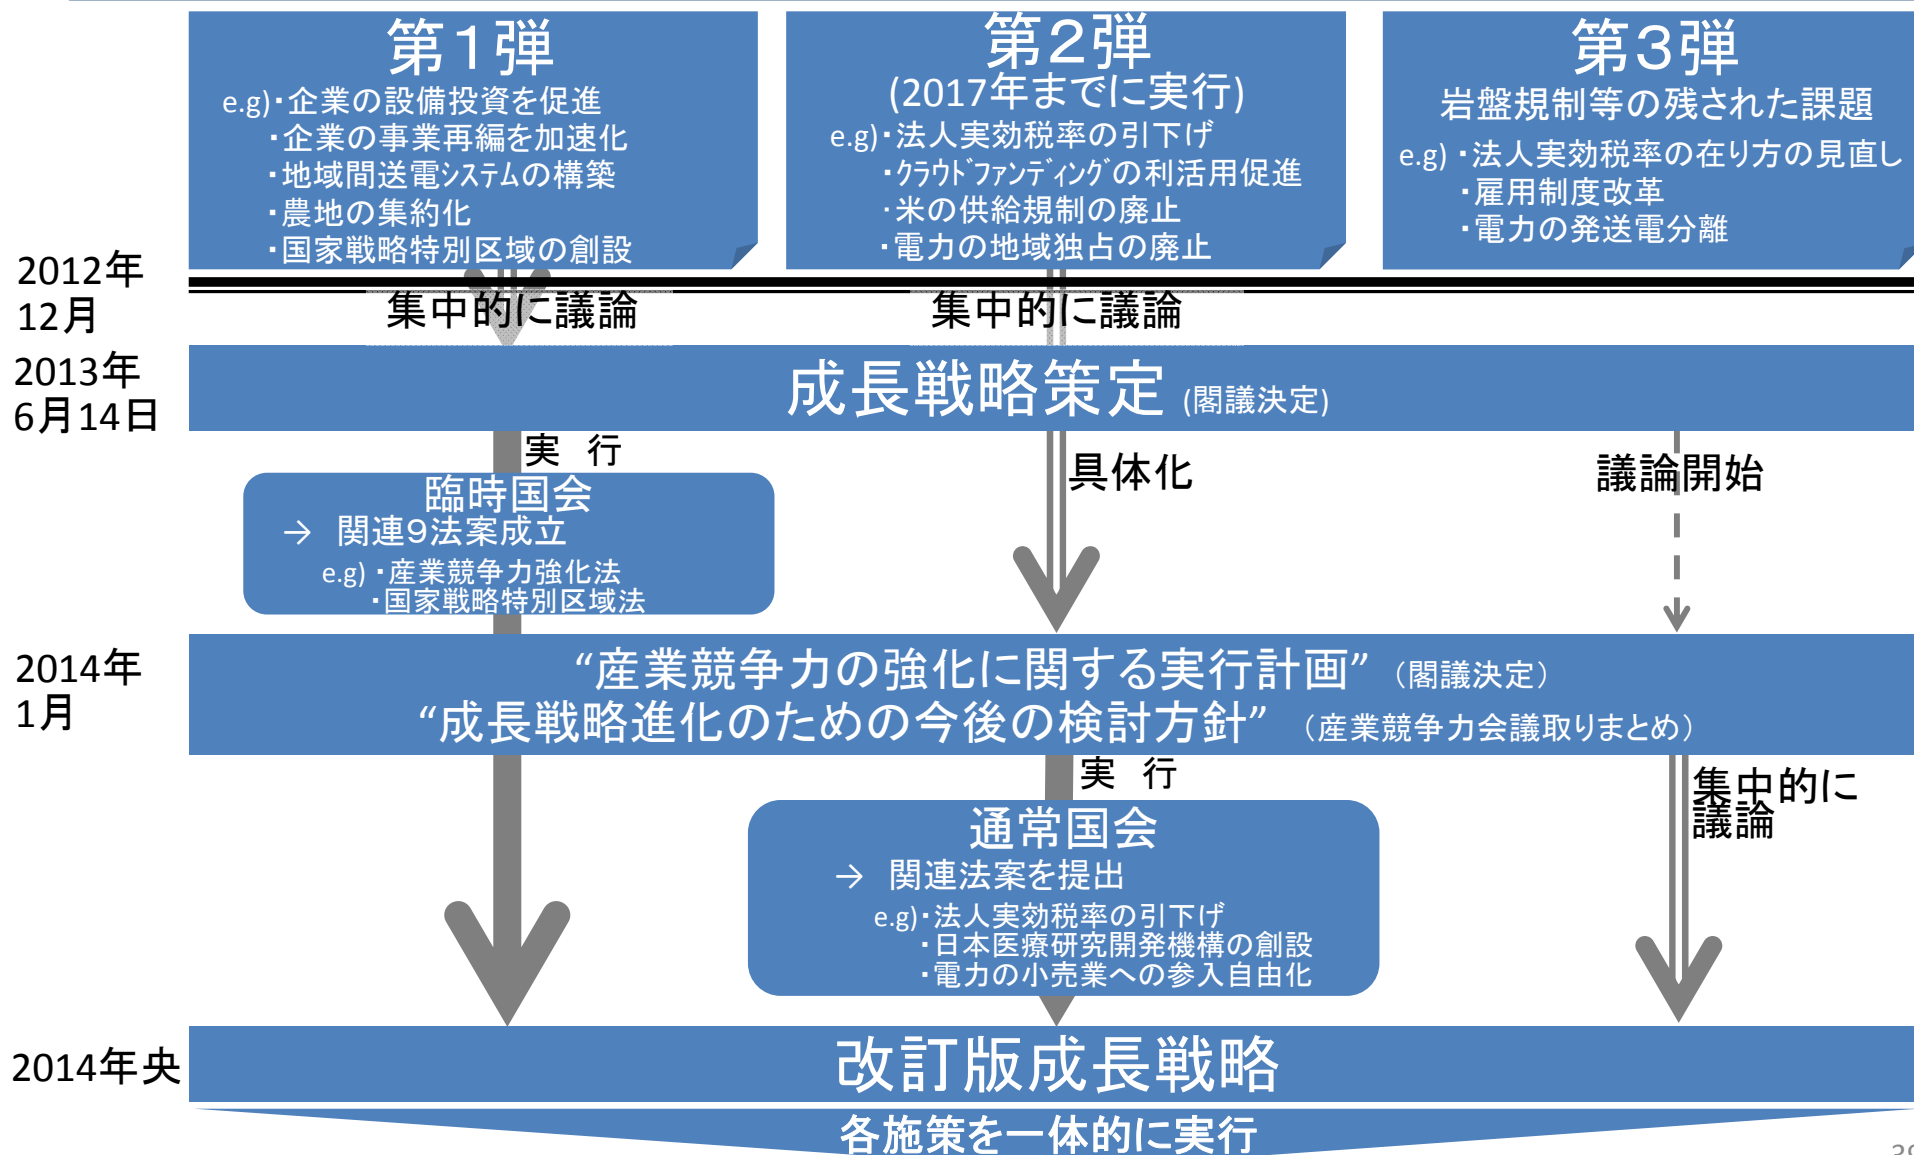 第1弾
e.g)・企業の設備投資を促進
・企業の事業再編を加速化
・地域間送電システムの構築
・農地の集約化
・国家戦略特別区域の創設
第2弾
(2017年までに実行)
e.g)・法人実効税率の引下げ
・クラウドファンディングの利活用促進
・米の供給規制の廃止
・電力の地域独占の廃止
第3弾
岩盤規制等の残された課題
e.g)・法人実効税率の在り方の見直し
・雇用制度改革
・電力の発送電分離
2012年
12月
集中的に議論
集中的に議論
2013年
6月14日
成長戦略策定 (閣議決定)
実 行
具体化
議論開始
臨時国会
→ 関連9法案成立
e.g)・産業競争力強化法
・国家戦略特別区域法
2014年
1月
“産業競争力の強化に関する実行計画”（閣議決定）
“成長戦略進化のための今後の検討方針”（産業競争力会議取りまとめ）
実 行
集中的に
議論
通常国会
→ 関連法案を提出
e.g)・法人実効税率の引下げ
・日本医療研究開発機構の創設
・電力の小売業への参入自由化
2014年央
改訂版成長戦略
各施策を一体的に実行